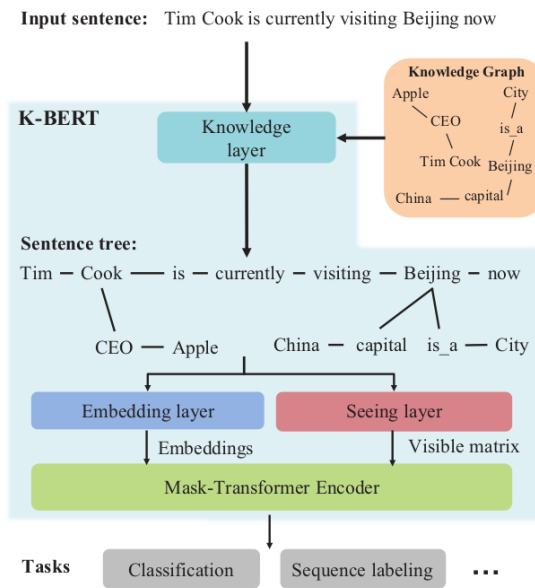 Input sentence: Tim Cook is currently visiting Beijing now
Knowledge Graph
Apple
City
CEO
is_a
Tim Cook
Beijing
China — capital
K-BERT
Knowledge
layer
Sentence tree:
Tim — Cook — is — currently — visiting — Beijing — now
CEO — Apple
China — capital
is_a — City
Embedding layer
Seeing layer
Embeddings
Visible matrix
Mask-Transformer Encoder
Tasks
Classification
Sequence labeling
...